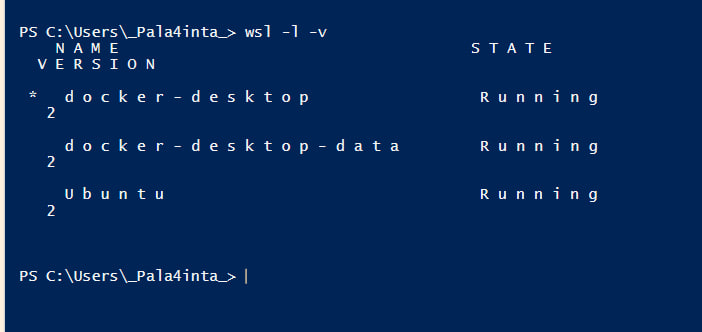 PS C:\Users\_Pala4inta_> wsl -l -v
N A M E S T A T E
V E R S I O N
* d o c k e r - d e s k t o p R u n n i n g
2
d o c k e r - d e s k t o p - d a t a R u n n i n g
2
U b u n t u R u n n i n g
2
PS C:\Users\_Pala4inta_>